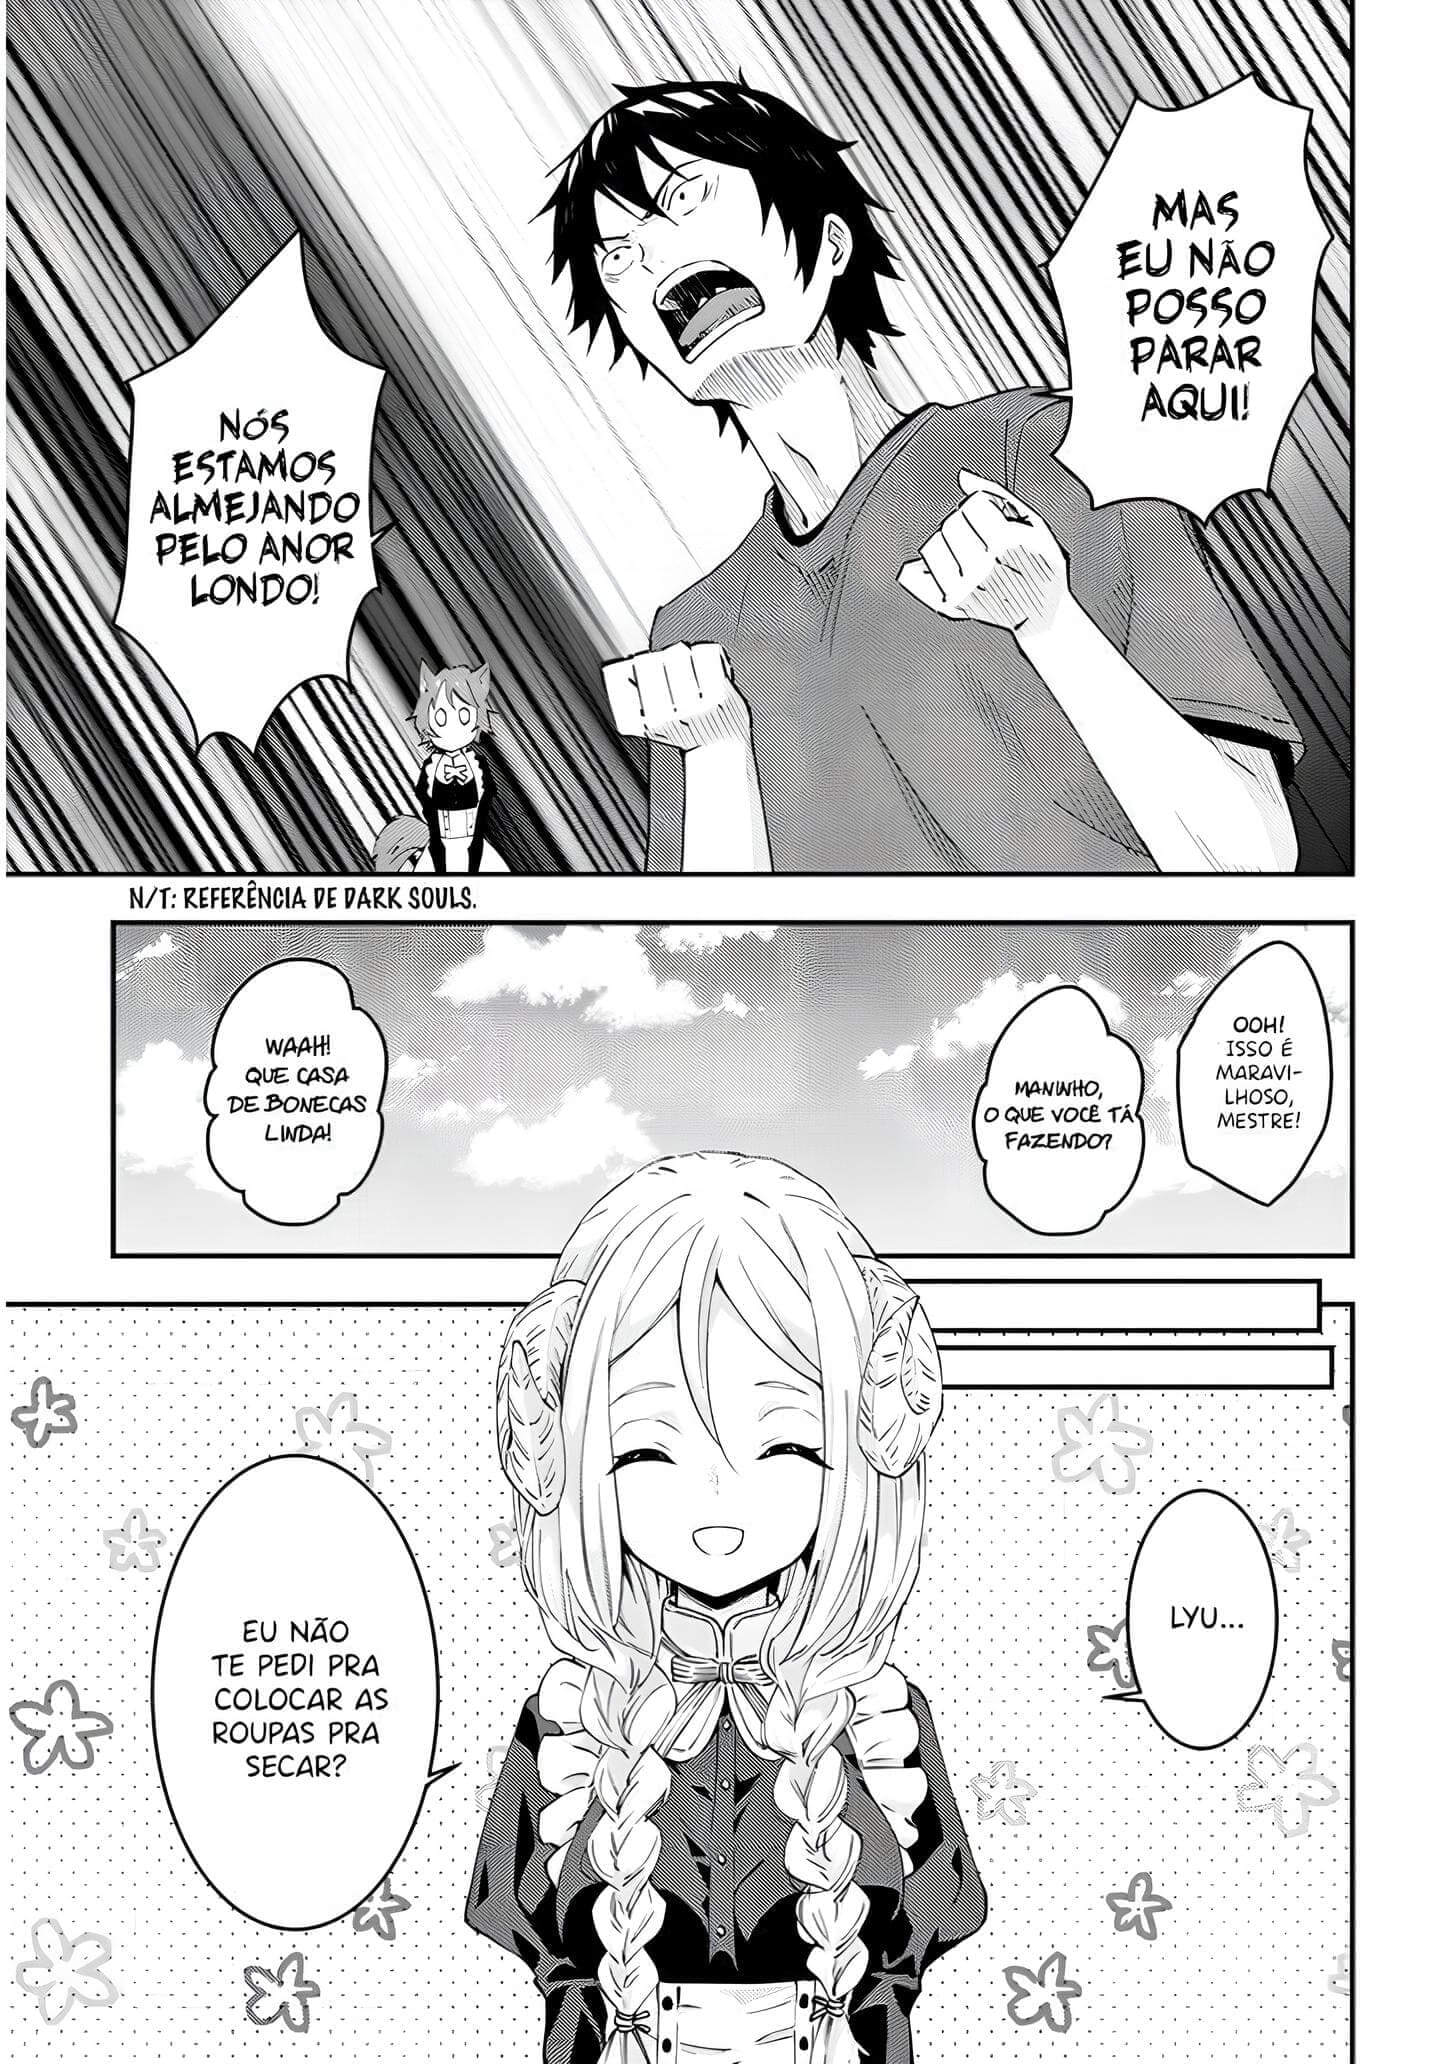 MAS
EU NÃO
POSSO
PARAR
AQUI!
NÓS
ESTAMOS
ALMEJANDO
PELO ANOR
LONDO!
N/T: REFERÊNCIA DE DARK SOULS.
OOH!
ISSO É
MARAVI-
LHOSO,
MESTRE!
MANINHO,
O QUE VOCÊ TÁ
FAZENDO?
WAAH!
QUE CASA
DE BONECAS
LINDA!
LYU...
EU NÃO
TE PEDI PRA
COLOCAR AS
ROUPAS PRA
SECAR?